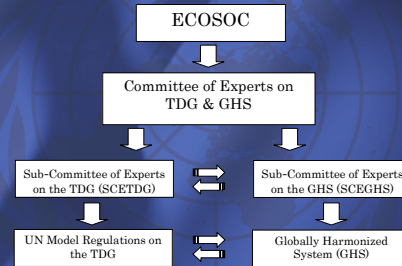 ECOSOC
Committee of Experts on
TDG & GHS
Sub-Committee of Experts
on the TDG (SCETDG)
Sub-Committee of Experts
on the GHS (SCEGHS)
UN Model Regulations on
the TDG
Globally Harmonized
System (GHS)